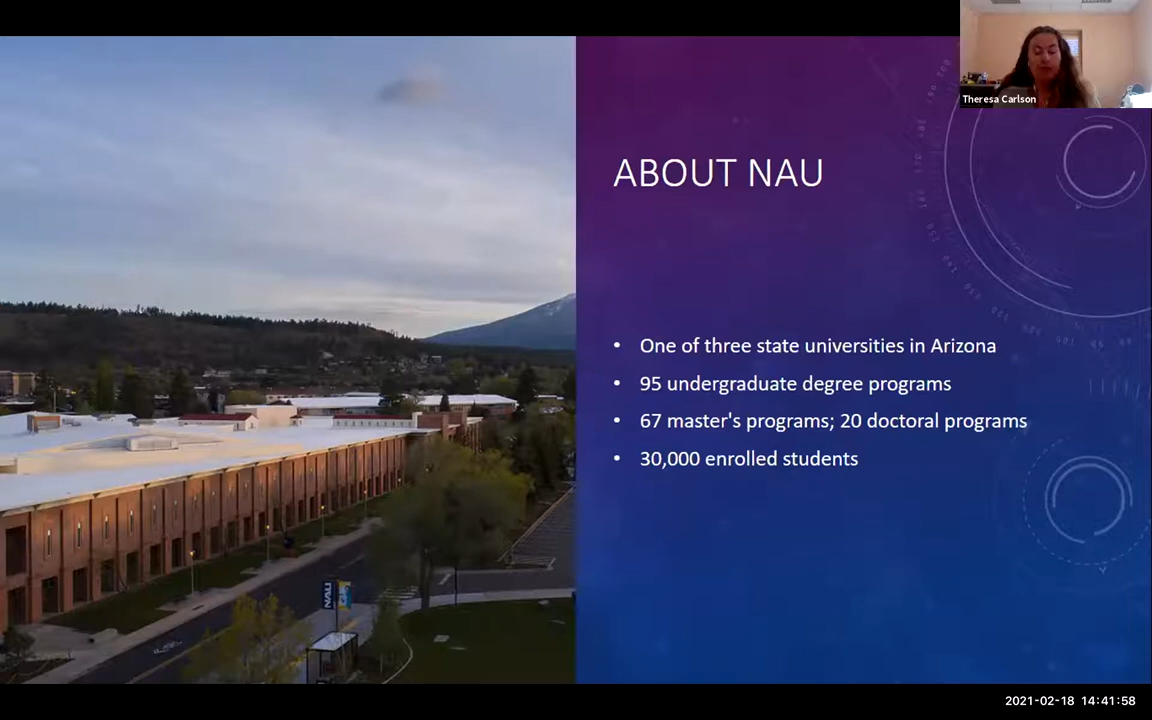 Theresa Carlson
ABOUT NAU
• One of three state universities in Arizona
• 95 undergraduate degree programs
• 67 master's programs; 20 doctoral programs
• 30,000 enrolled students
NAU
2021-02-18 14:41:58